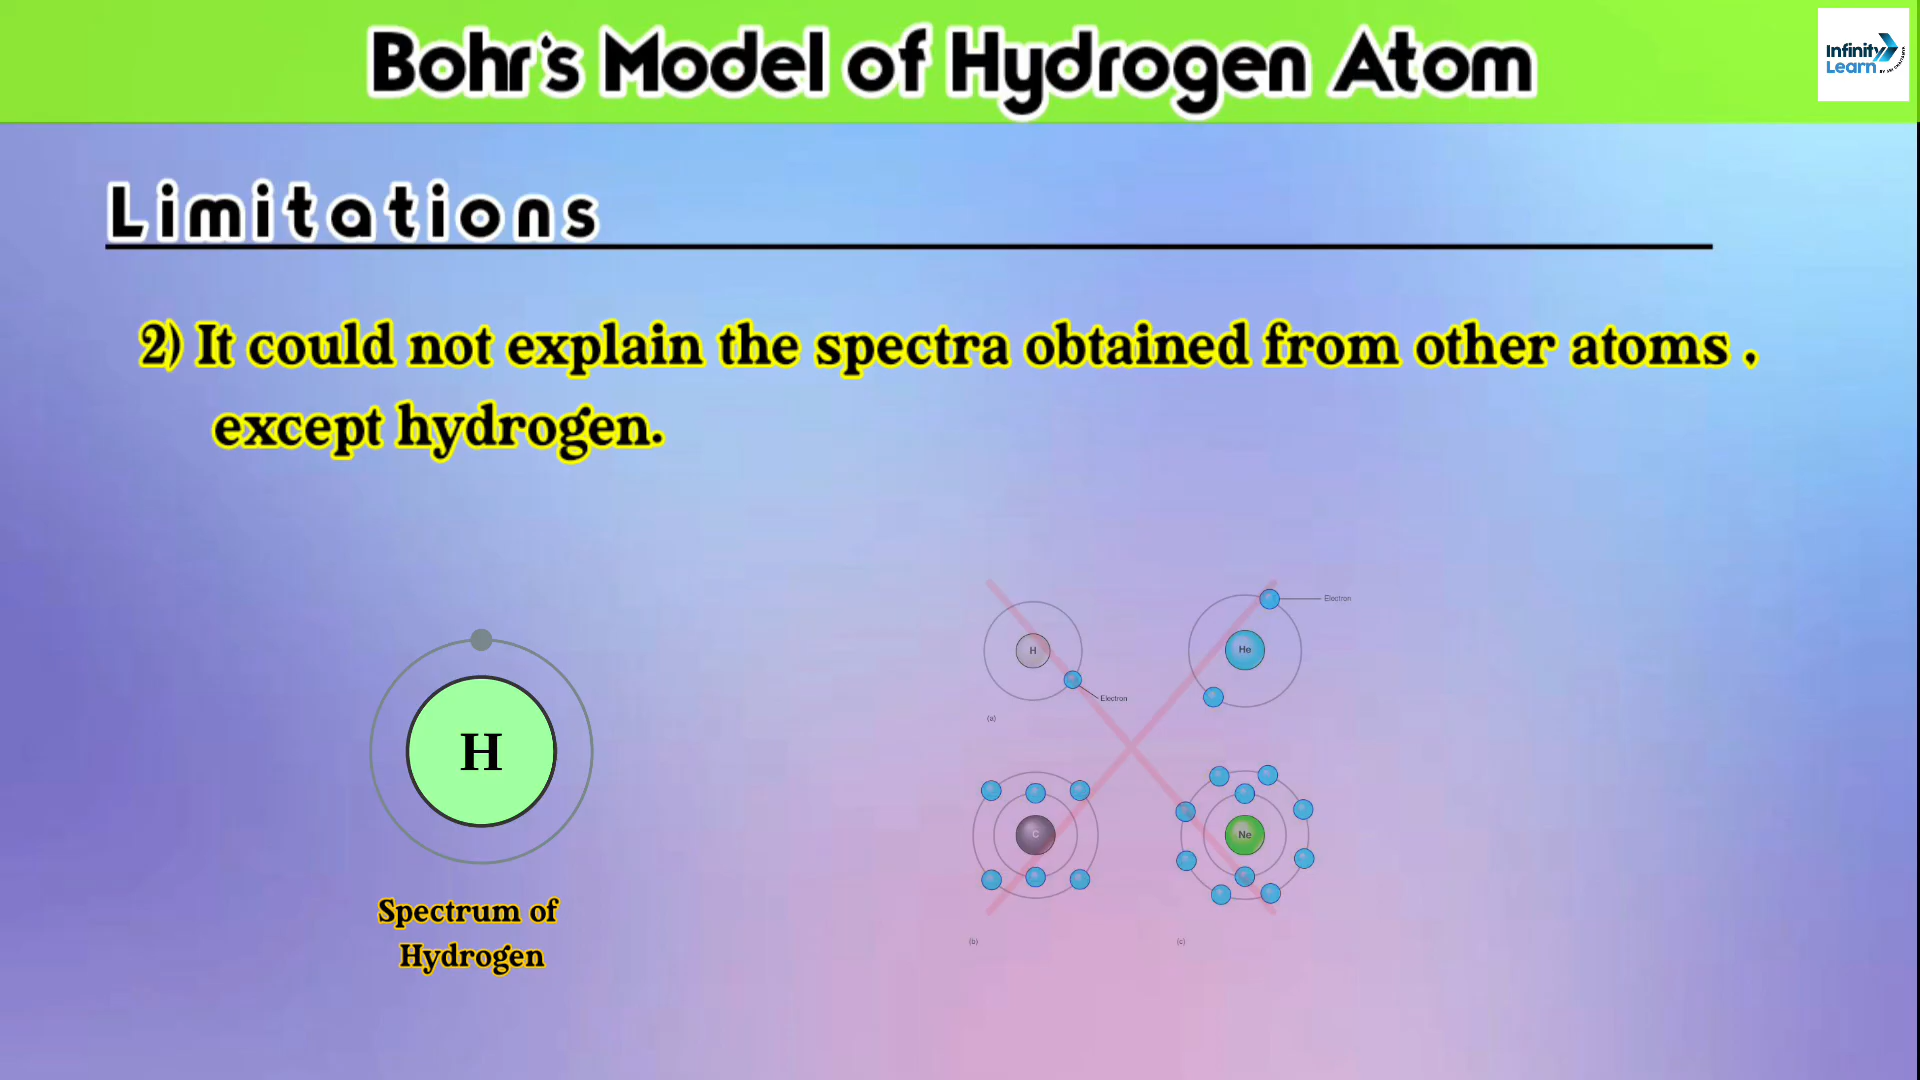 Bohr's Model of Hydrogen Atom
Infinity
Learn
Limitations
2) It could not explain the spectra obtained from other atoms ,
except hydrogen.
Electron
H
He
Electron
(a)
H
C
Ne
Spectrum of
Hydrogen
(b)
(c)